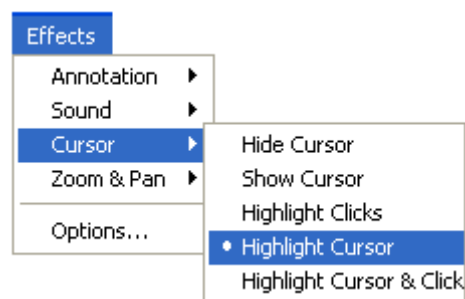 Effects
Annotation
Sound
Cursor
Zoom & Pan
Options...
Hide Cursor
Show Cursor
Highlight Clicks
Highlight Cursor
Highlight Cursor & Click